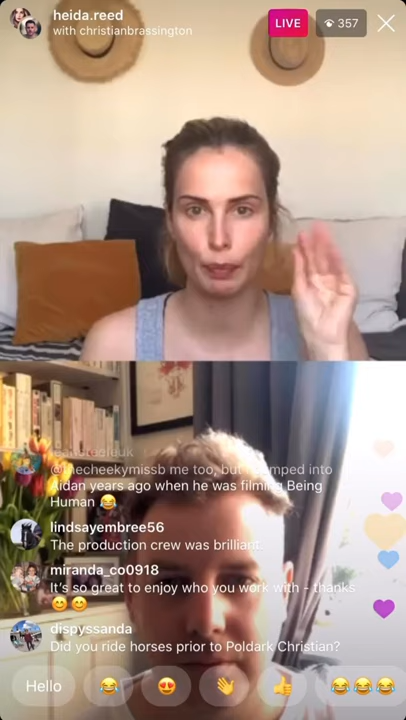 heida.reed
LIVE
357
with christianbrassington
@thecheekymissb me too, but I bumped into
Aidan years ago when he was filming Being
Human 😂
lindsayembree56
The production crew was brilliant.
miranda_co0918
It's so great to enjoy who you work with - thanks
😊😊
dispyssanda
Did you ride horses prior to Poldark Christian?
Hello 😂 😍 👋 👍 😂😂😂